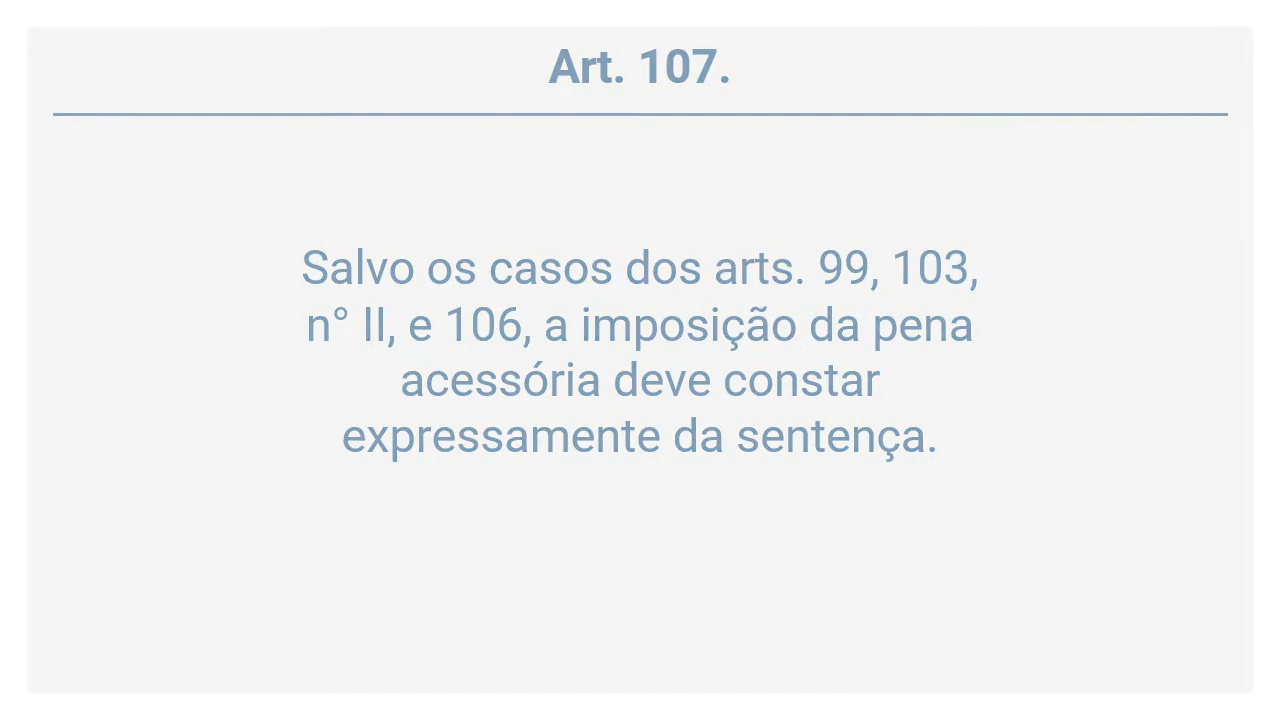 Art. 107.
Salvo os casos dos arts. 99, 103,
n° II, e 106, a imposição da pena
acessória deve constar
expressamente da sentença.